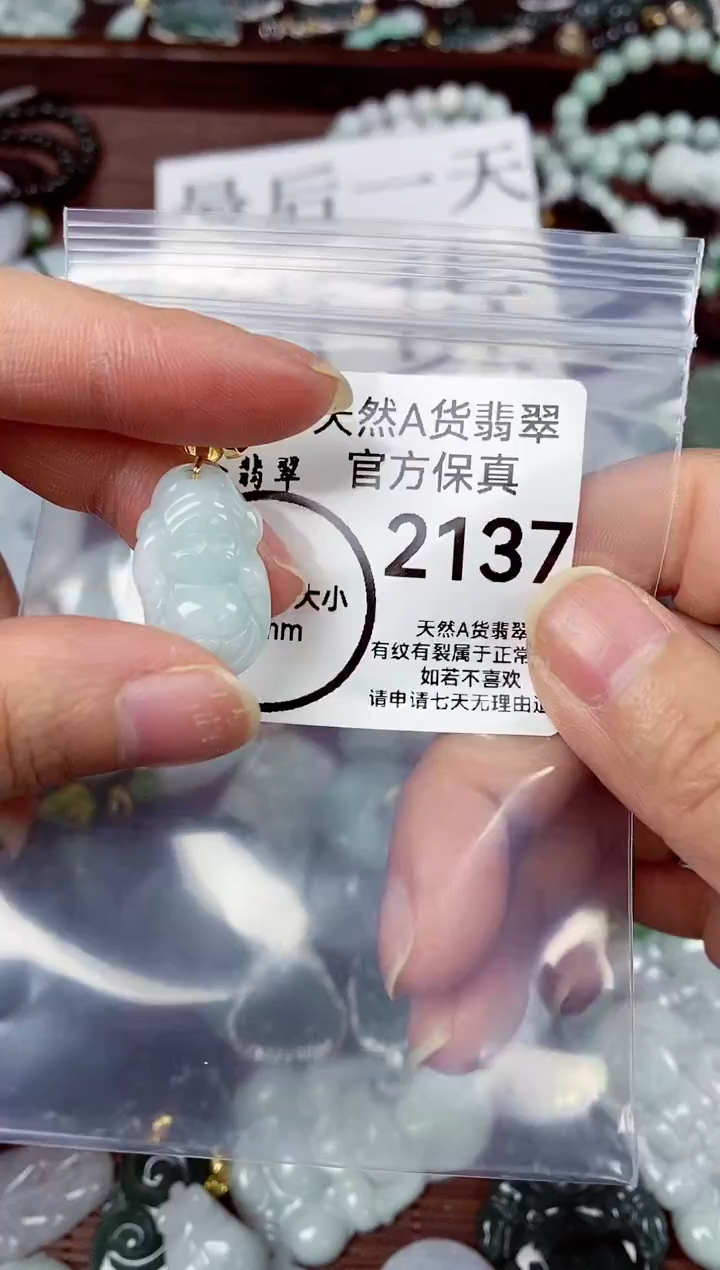 最后一天
天然A货翡翠
翡翠
官方保真
2137
大小
mm
天然A货翡翠
有纹有裂属于正常
如若不喜欢
请申请七天无理由退